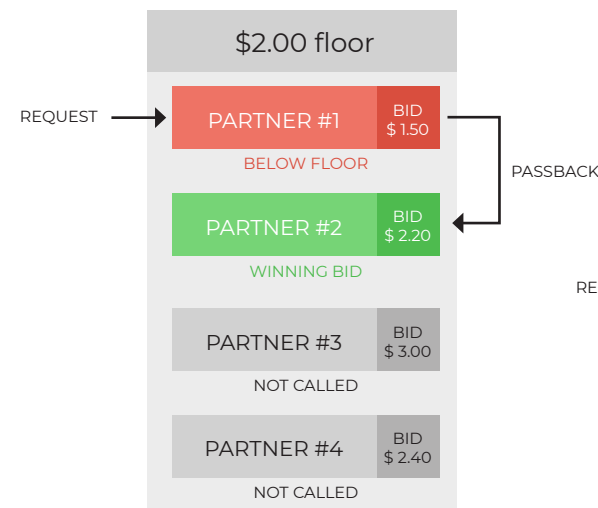 $2.00 floor
REQUEST
PARTNER #1
BID
$ 1.50
BELOW FLOOR
PASSBACK
PARTNER #2
BID
$ 2.20
WINNING BID
RE
PARTNER #3
BID
$ 3.00
NOT CALLED
PARTNER #4
BID
$ 2.40
NOT CALLED